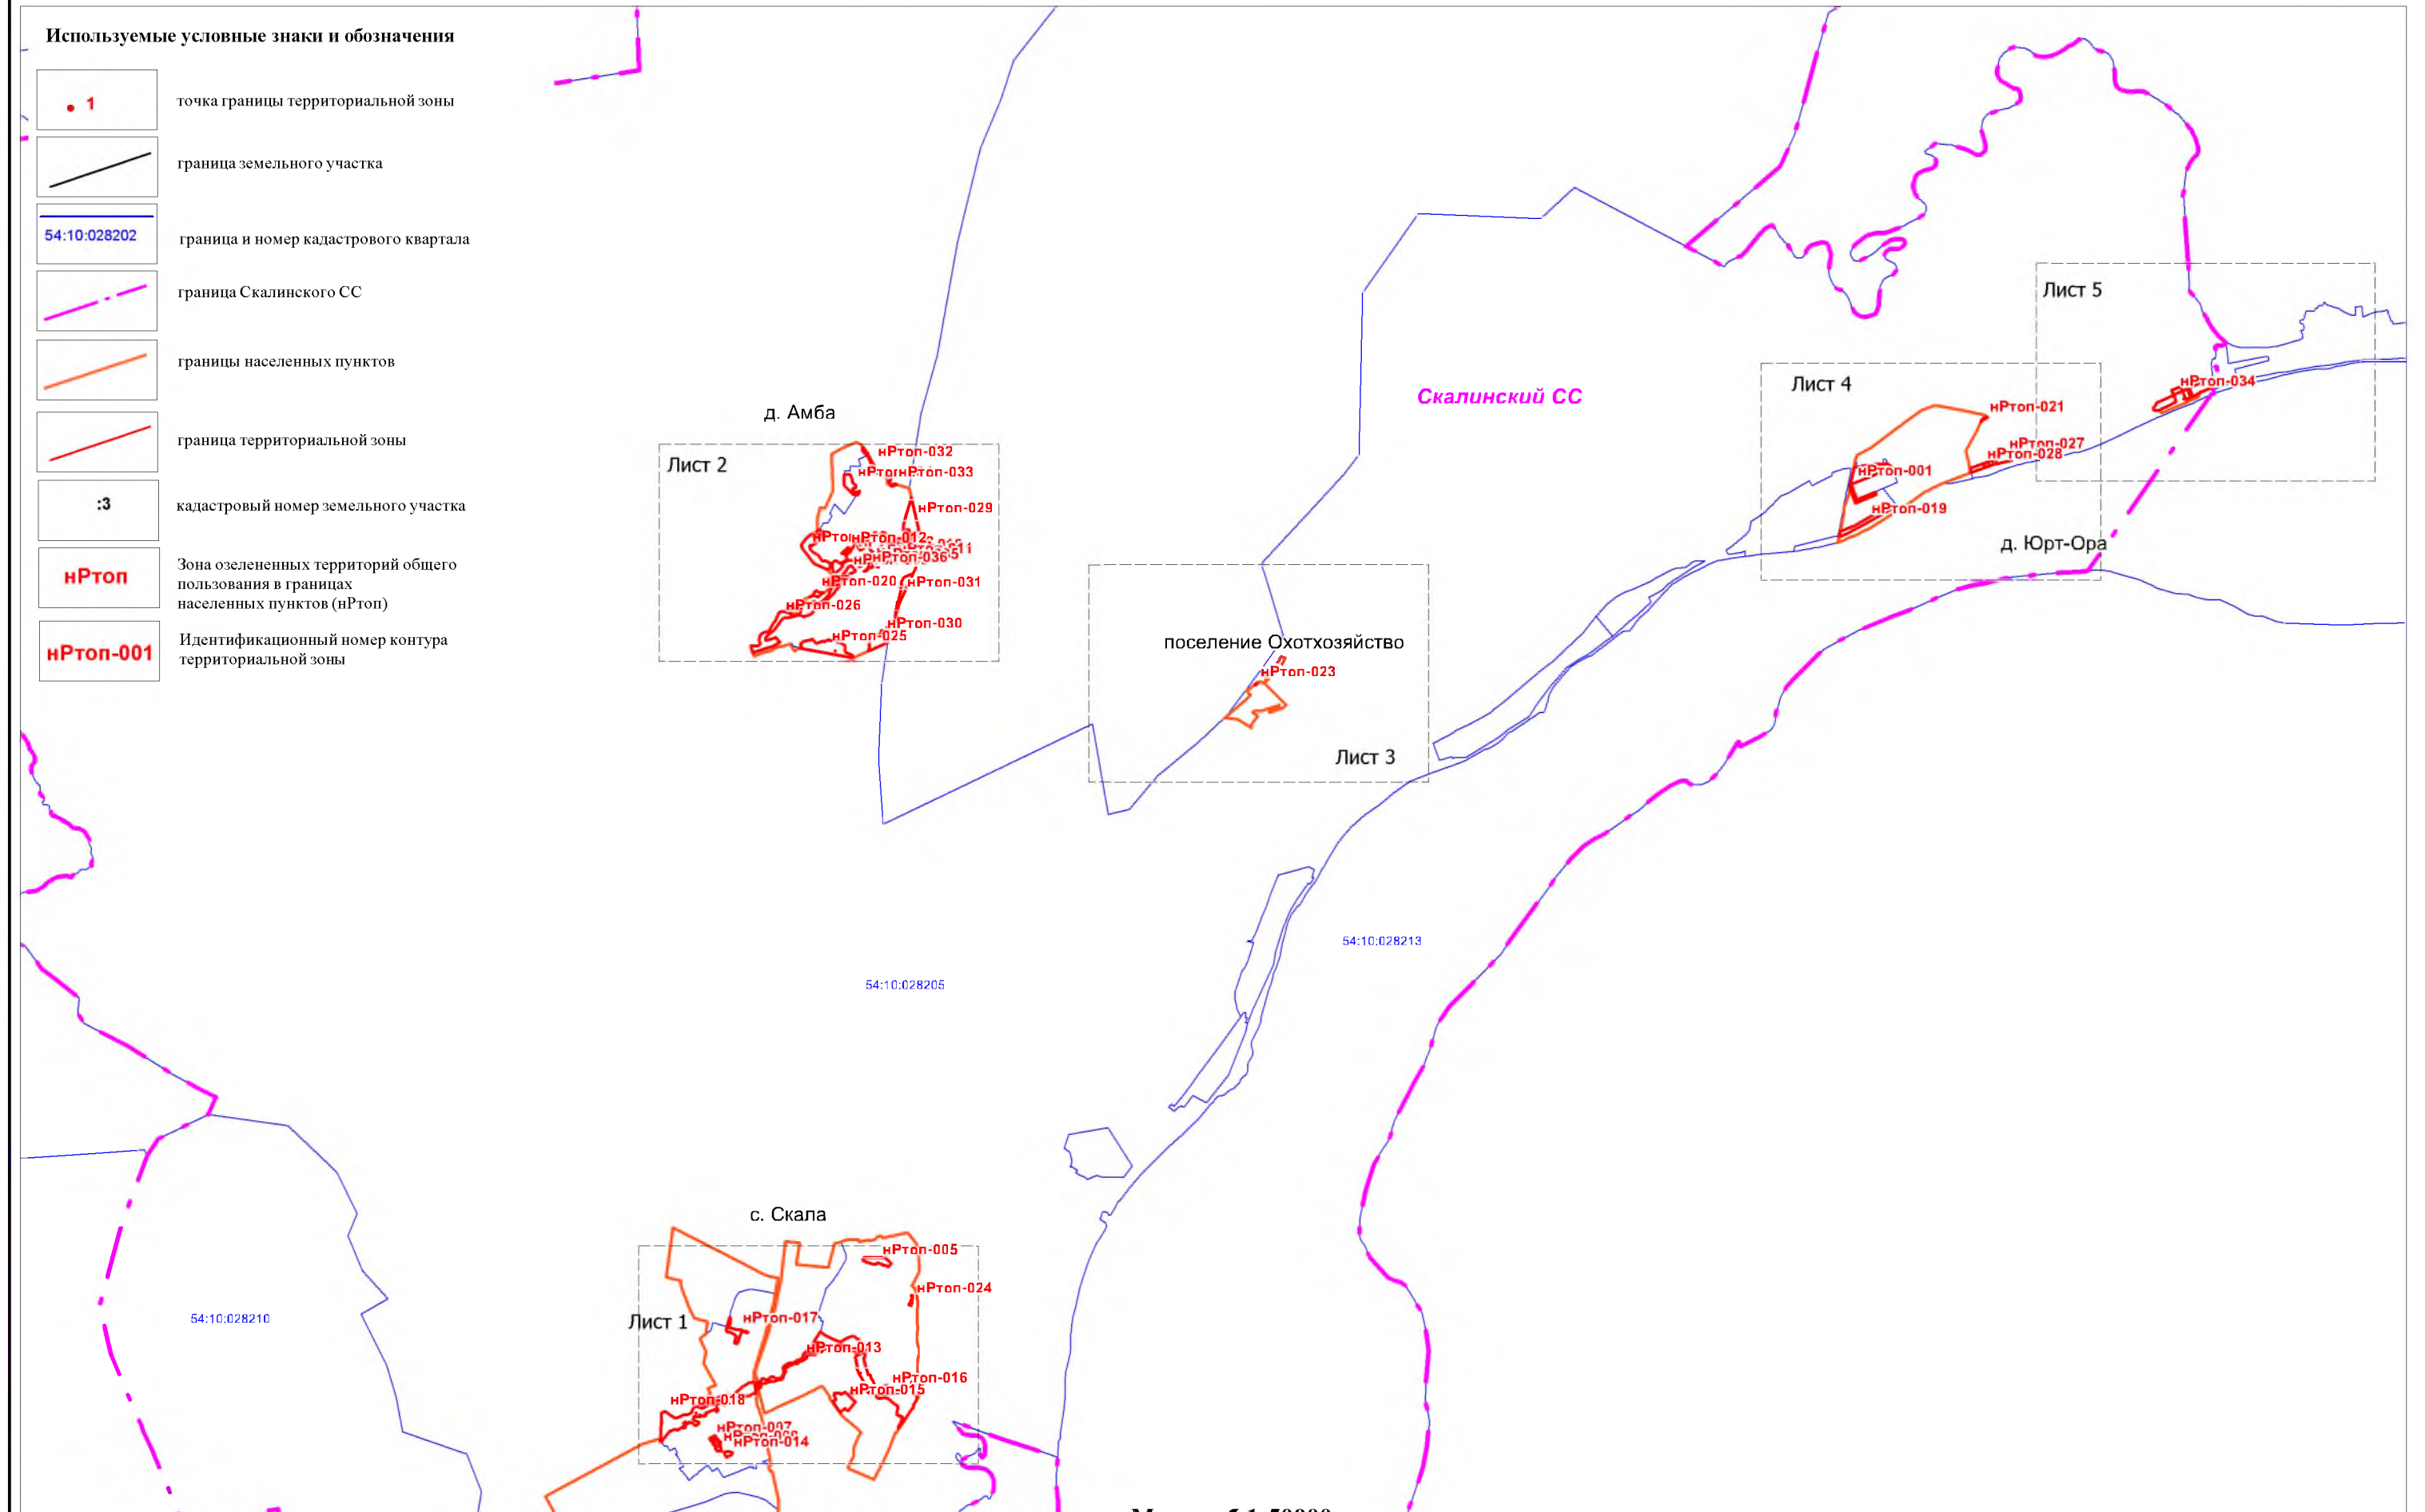 Используемые условные знаки и обозначения
1
точка границы территориальной зоны
граница земельного участка
54:10:028202
граница и номер кадастрового квартала
граница Скалинского СС
границы населенных пунктов
граница территориальной зоны
:3
кадастровый номер земельного участка
нРтоп
Зона озелененных территорий общего
пользования в границах
населенных пунктов (нРтоп)
нРтоп-001
Идентификационный номер контура
территориальной зоны
д. Амба
Лист 2
нРтоп-032
нРтоп-033
нРтоп-029
нРтоп-012
нРтоп-036
нРтоп-020
нРтоп-031
нРтоп-026
нРтоп-030
нРтоп-025
Скалинский СС
поселение Охотхозяйство
нРтоп-023
Лист 3
Лист 5
нРтоп-034
Лист 4
нРтоп-021
нРтоп-027
нРтоп-028
нРтоп-001
нРтоп-019
д. Юрт-Ора
54:10:028213
54:10:028205
54:10:028210
с. Скала
нРтоп-005
нРтоп-024
Лист 1
нРтоп-017
нРтоп-013
нРтоп-016
нРтоп-015
нРтоп-018
нРтоп-007
нРтоп-014